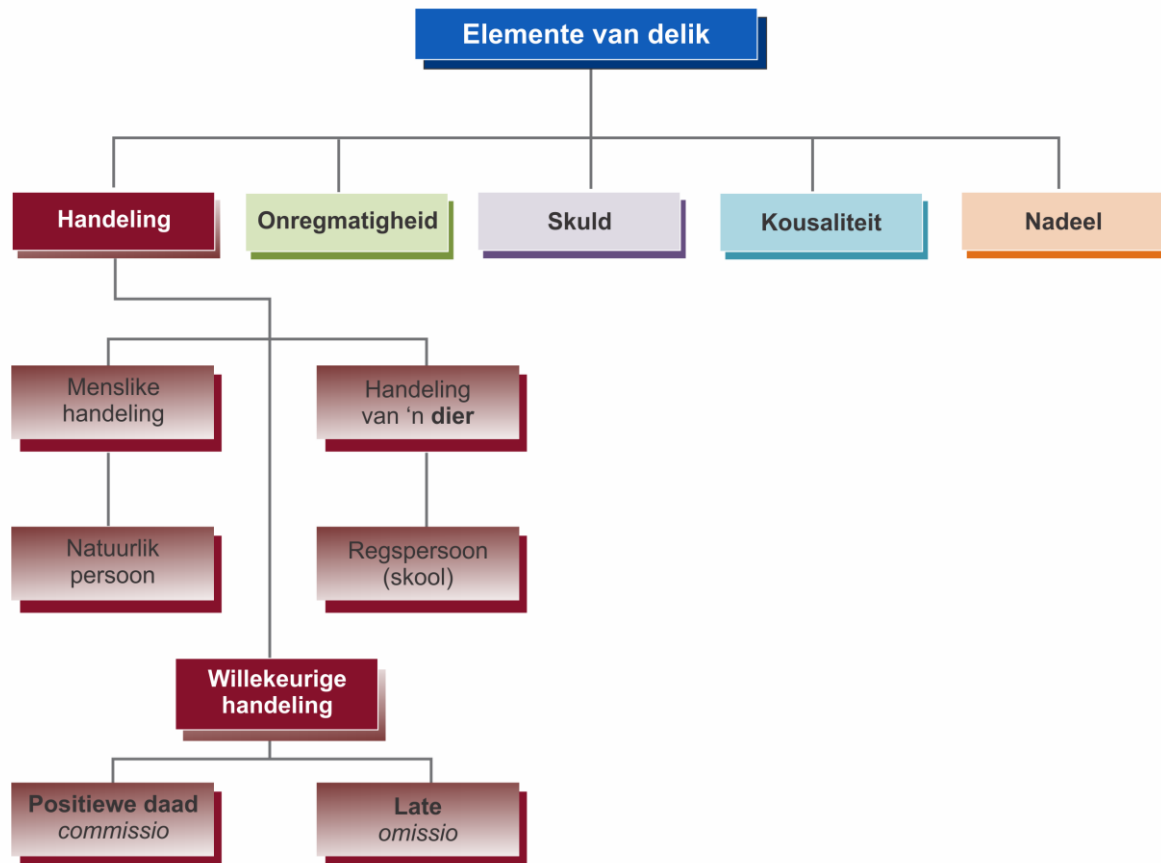 Elemente van delik
Handeling
Onregmatigheid
Skuld
Kousaliteit
Nadeel
Menslike
handeling
Handeling
van ‘n dier
Natuurlik
persoon
Regspersoon
(skool)
Willekeurige
handeling
Positiewe daad
commissio
Late
omissio